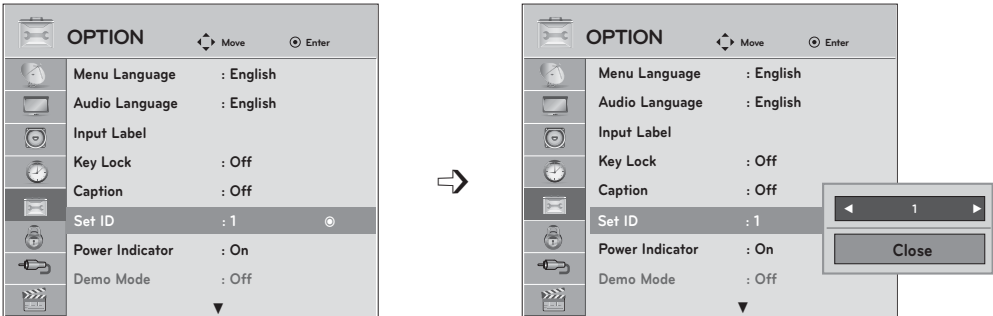 OPTION Move Enter
Menu Language : English
Audio Language : English
Input Label
Key Lock : Off
Caption : Off
Set ID : 1
Power Indicator : On
Demo Mode : Off
OPTION Move Enter
Menu Language : English
Audio Language : English
Input Label
Key Lock : Off
Caption : Off
Set ID : 1
Power Indicator : On
Demo Mode : Off
1
Close